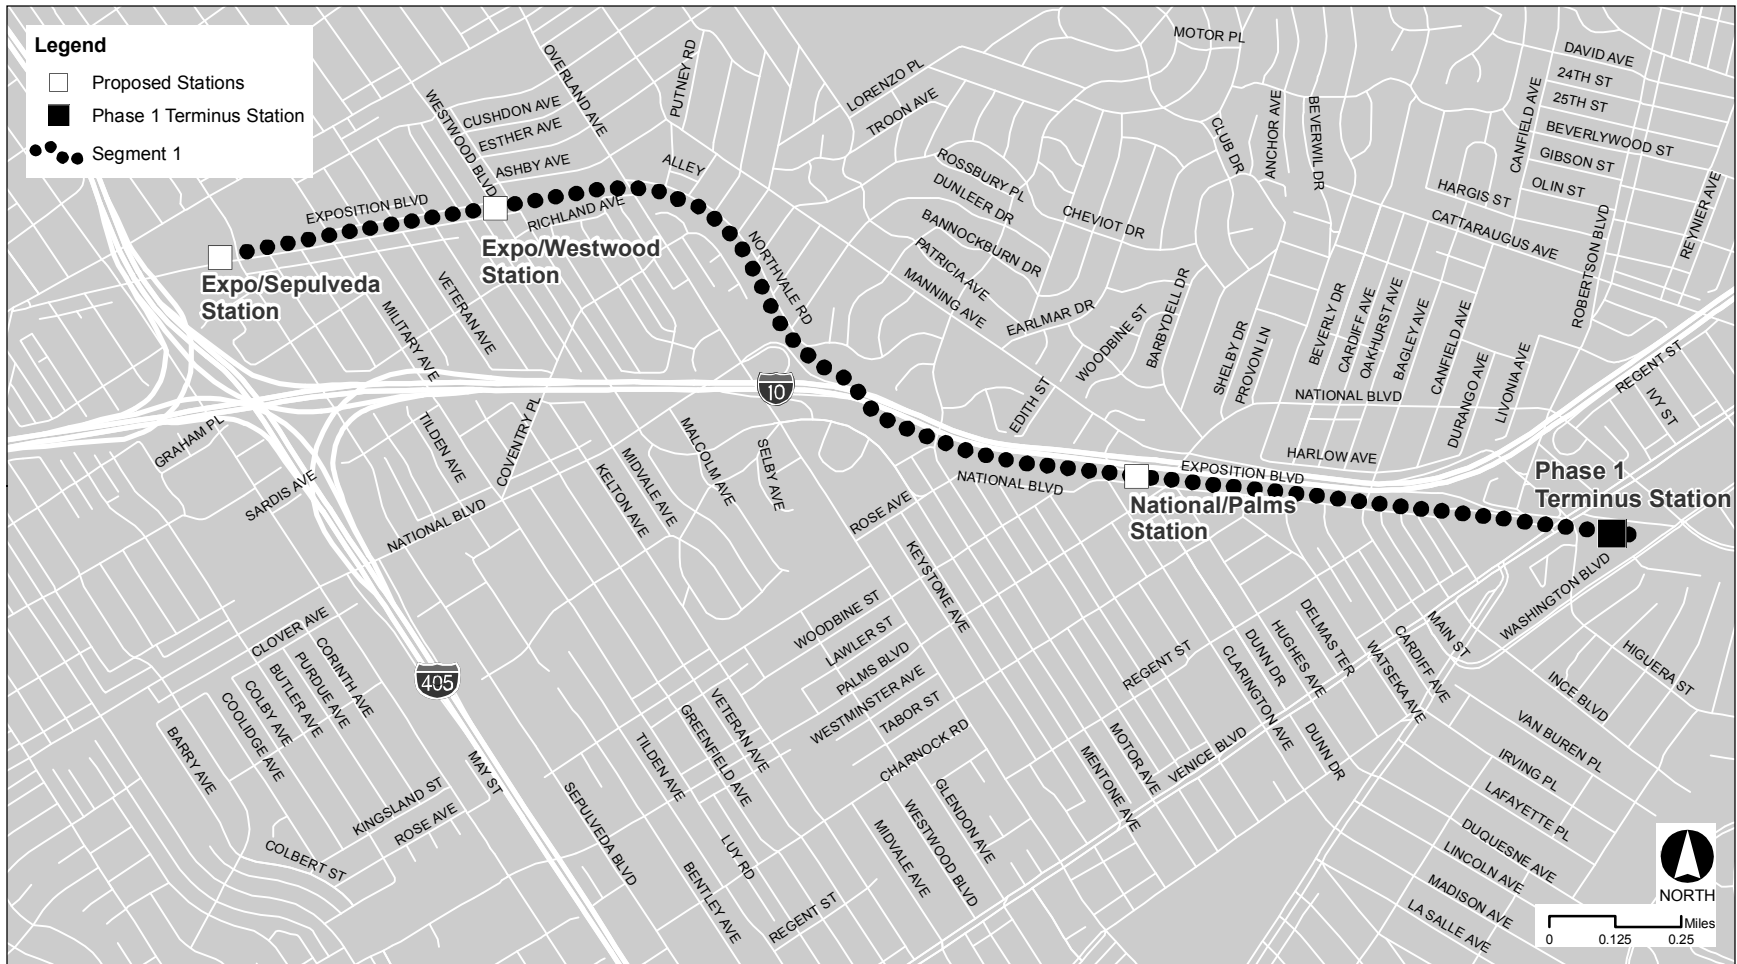 Legend
Proposed Stations
Phase 1 Terminus Station
Segment 1
MOTOR PL
DAVID AVE
24TH ST
25TH ST
BEVERLYWOOD ST
GIBSON ST
OLIN ST
CANFIELD AVE
HARGIS ST
CATTARAUGUS AVE
ROBERTSON BLVD
REYNIER AVE
OVERLAND AVE
PUTNEY RD
WESTWOOD BLVD
CUSHDON AVE
ESTHER AVE
ASHBY AVE
ALLEY
LORENZO PL
TROON AVE
CLUB DR
ANCHOR AVE
BEVERWIL DR
ROSSBURY PL
DUNLEER DR
CHEVIOT DR
BANNOCKBURN DR
PATRICIA AVE
MANNING AVE
EXPOSITION BLVD
RICHLAND AVE
NORTHVALE RD
Expo/Westwood
Station
Expo/Sepulveda
Station
VETERAN AVE
MILITARY AVE
EARLMAR DR
WOODBINE ST
BARBYDELL DR
SHELBY DR
PROVON LN
BEVERLY DR
CARDIFF AVE
OAKHURST AVE
BAGLEY AVE
CANFIELD AVE
DURANGO AVE
LIVONIA AVE
NATIONAL BLVD
REGENT ST
IVY ST
10
EDITH ST
GRAHAM PL
SARDIS AVE
TILDEN AVE
COVENTRY PL
NATIONAL BLVD
KELTON AVE
MIDVALE AVE
MALCOLM AVE
SELBY AVE
ROSE AVE
NATIONAL BLVD
HARLOW AVE
EXPOSITION BLVD
National/Palms
Station
Phase 1
Terminus Station
WASHINGTON BLVD
KEYSTONE AVE
WOODBINE ST
LAWLER ST
PALMS BLVD
WESTMINSTER AVE
TABOR ST
CHARNOCK RD
CLOVER AVE
CORINTH AVE
PURDUE AVE
BUTLER AVE
COLBY AVE
COOLIDGE AVE
BARRY AVE
405
MAY ST
KINGSLAND ST
ROSE AVE
COLBERT ST
SEPULVEDA BLVD
TILDEN AVE
GREENFIELD AVE
VETERAN AVE
LUY RD
BENTLEY AVE
REGENT ST
MIDVALE AVE
WESTWOOD BLVD
GLENDON AVE
REGENT ST
MENTONE AVE
MOTOR AVE
VENICE BLVD
CLARINGTON AVE
DUNN DR
HUGHES AVE
DELMAS TER
DUNN DR
WATSEKA AVE
CARDIFF AVE
MAIN ST
HIGUERA ST
INCE BLVD
VAN BUREN PL
IRVING PL
LAFAYETTE PL
DUQUESNE AVE
LINCOLN AVE
MADISON AVE
LA SALLE AVE
NORTH
Miles
0 0.125 0.25